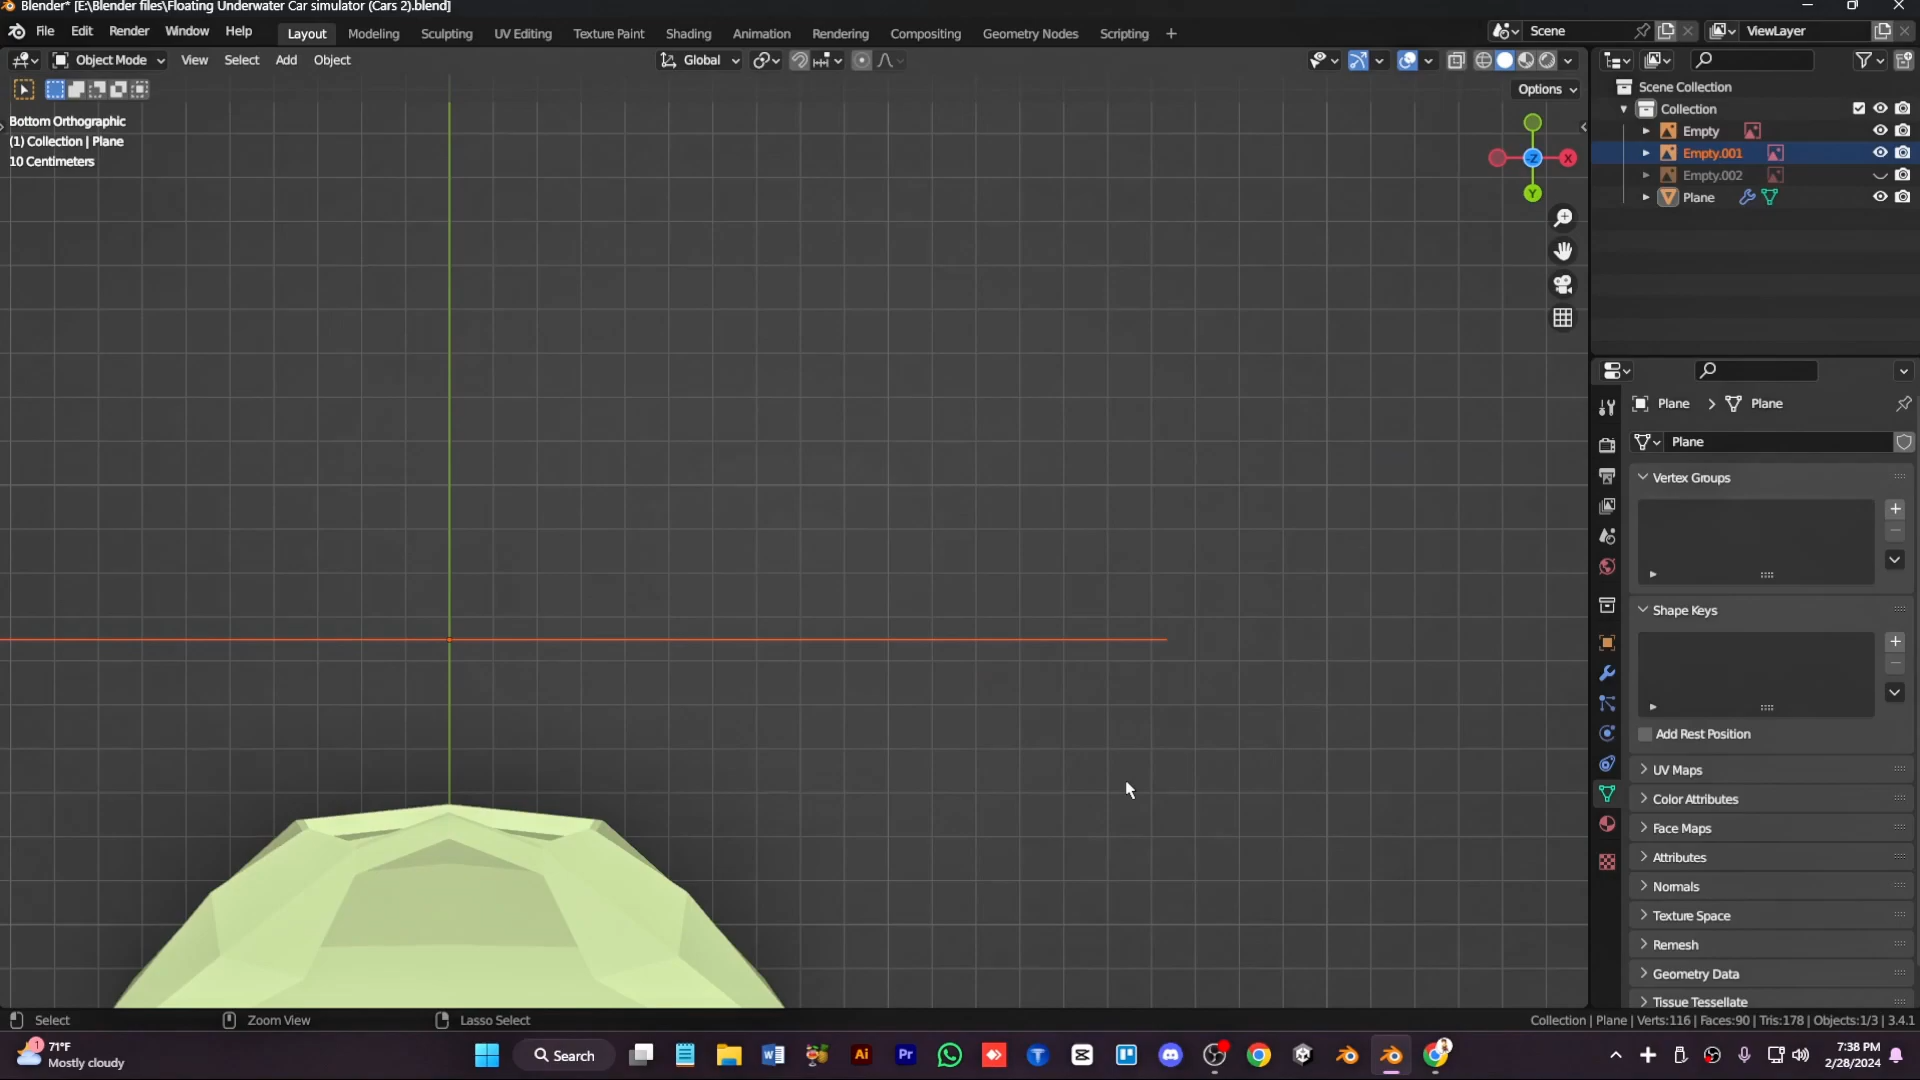 Blender* [E:\Blender files\Floating Underwater Car simulator (Cars 2).blend]
File Edit Render Window Help Layout Modeling Sculpting UV Editing Texture Paint Shading Animation Rendering Compositing Geometry Nodes Scripting + Scene ViewLayer
Object Mode View Select Add Object Global
Options
Bottom Orthographic
(1) Collection | Plane
10 Centimeters
-Z X
Y
Scene Collection
Collection
Empty
Empty.001
Empty.002
Plane
Plane > Plane
Plane
Vertex Groups
Shape Keys
Add Rest Position
UV Maps
Color Attributes
Face Maps
Attributes
Normals
Texture Space
Remesh
Geometry Data
Tissue Tessellate
Select Zoom View Lasso Select Collection | Plane | Verts:116 | Faces:90 | Tris:178 | Objects:1/3 | 3.4.1
1 71°F
Mostly cloudy
Search
Ai Pr
7:38 PM
2/28/2024